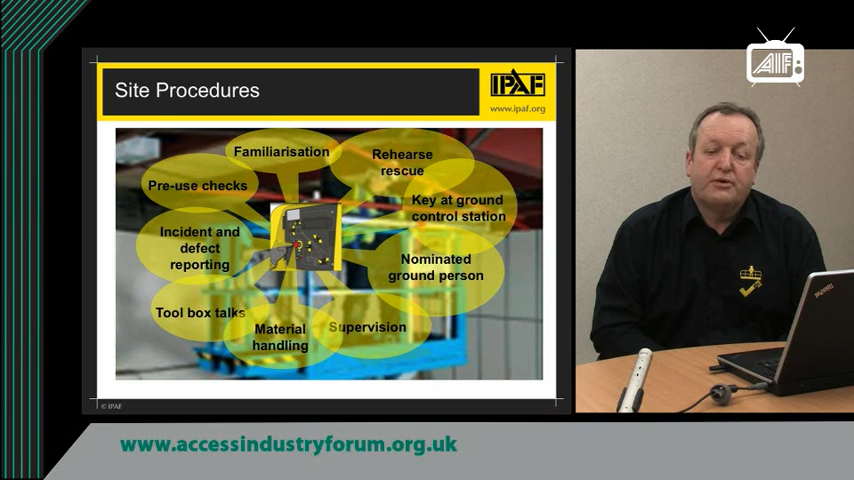 AIF
Site Procedures
IPAF
www.ipaf.org
Familiarisation
Rehearse
rescue
Pre-use checks
Key at ground
control station
Incident and
defect
reporting
Nominated
ground person
Tool box talks
Material
handling
Supervision
© IPAF
ThinkPad
www.accessindustryforum.org.uk